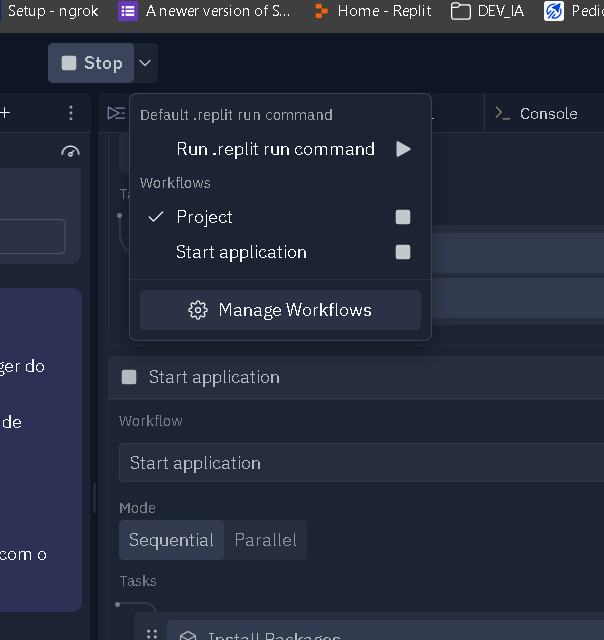 Setup - ngrok
A newer version of S...
Home - Replit
DEV_IA
Pedic
Stop
Console
Default .replit run command
Run .replit run command
Workflows
Project
Start application
Manage Workflows
ger do
de
com o
Start application
Workflow
Start application
Mode
Sequential Parallel
Tasks
Install Packages